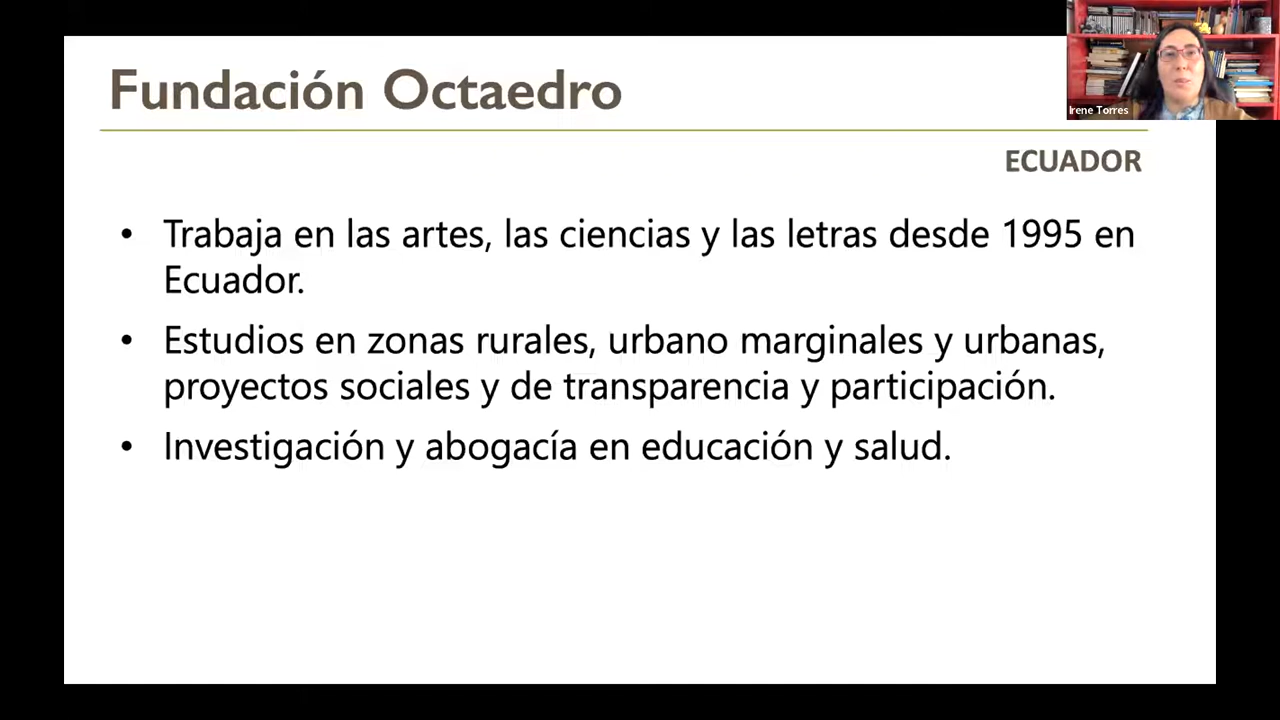 Fundación Octaedro
Irene Torres
ECUADOR
• Trabaja en las artes, las ciencias y las letras desde 1995 en
Ecuador.
• Estudios en zonas rurales, urbano marginales y urbanas,
proyectos sociales y de transparencia y participación.
• Investigación y abogacía en educación y salud.